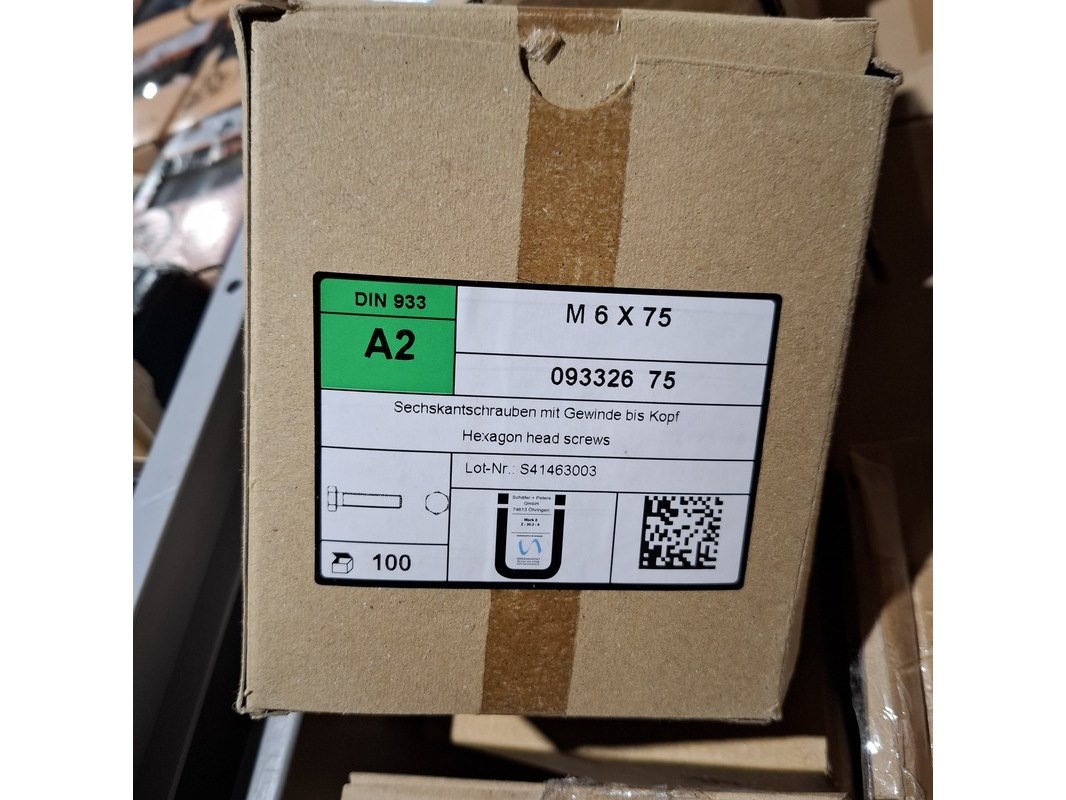 DIN 933
A2
M 6 X 75
093326 75
Sechskantschrauben mit Gewinde bis Kopf
Hexagon head screws
Lot-Nr.: S41463003
100
Schäfer + Peters
GmbH
74613 Öhringen